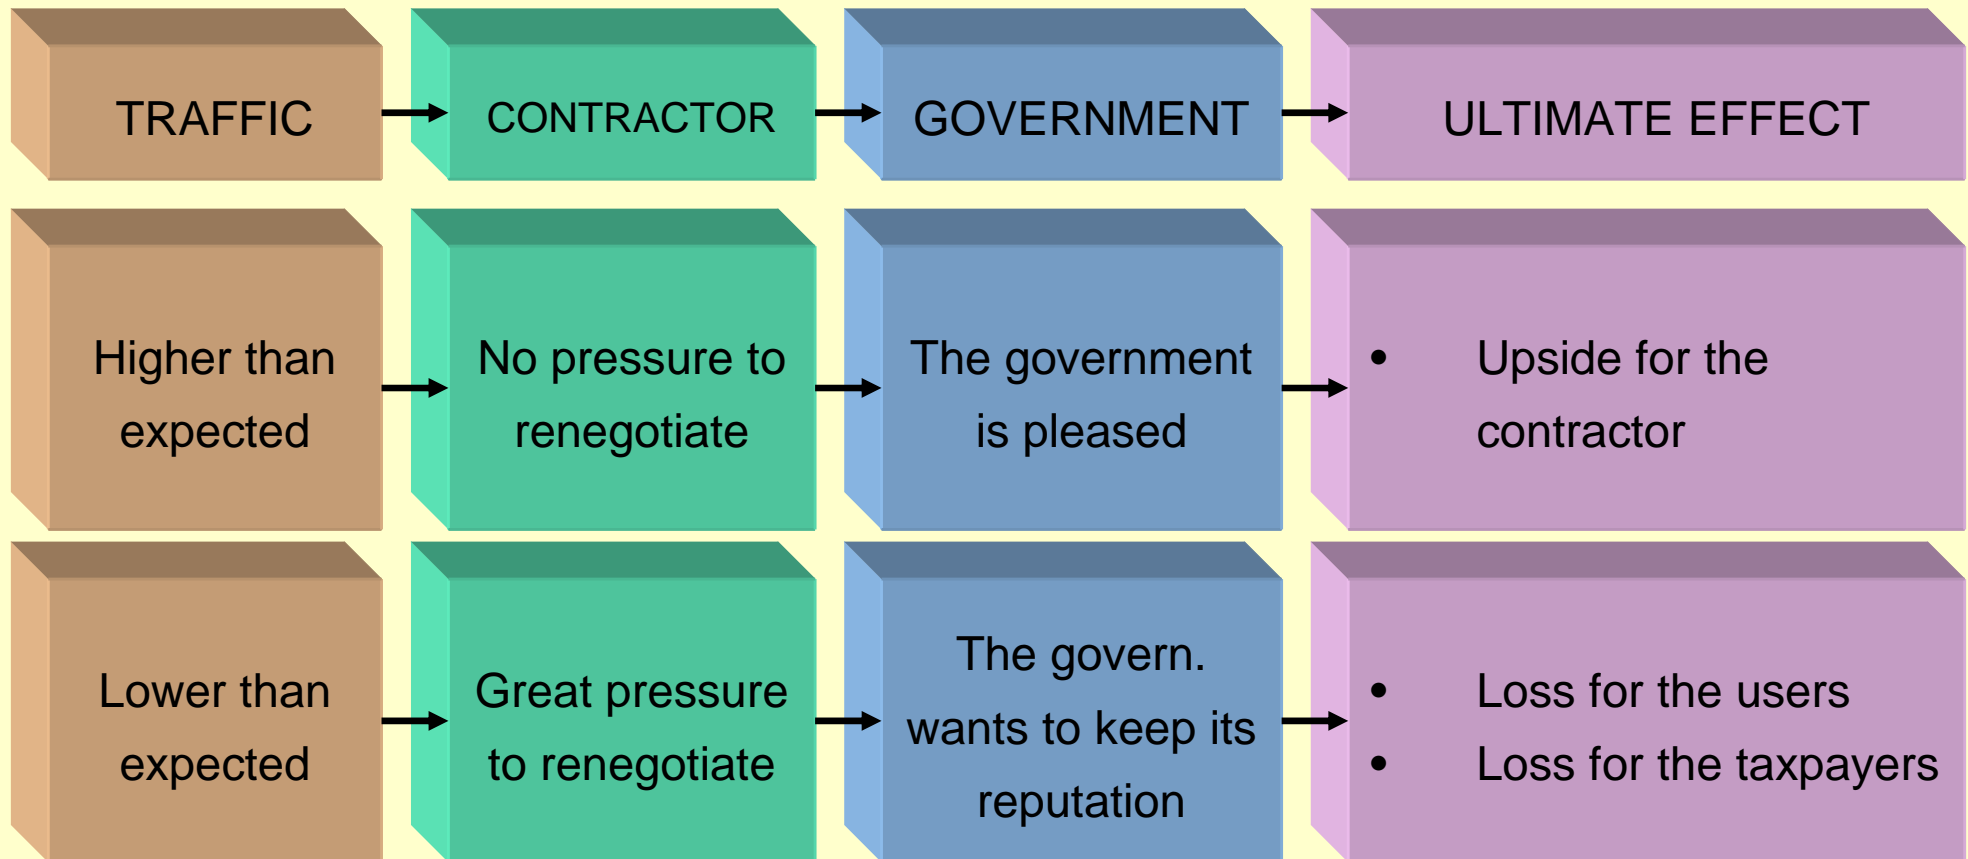 TRAFFIC
CONTRACTOR
GOVERNMENT
ULTIMATE EFFECT
Higher than
expected
No pressure to
renegotiate
The government
is pleased
• Upside for the
contractor
Lower than
expected
Great pressure
to renegotiate
The govern.
wants to keep its
reputation
• Loss for the users
• Loss for the taxpayers